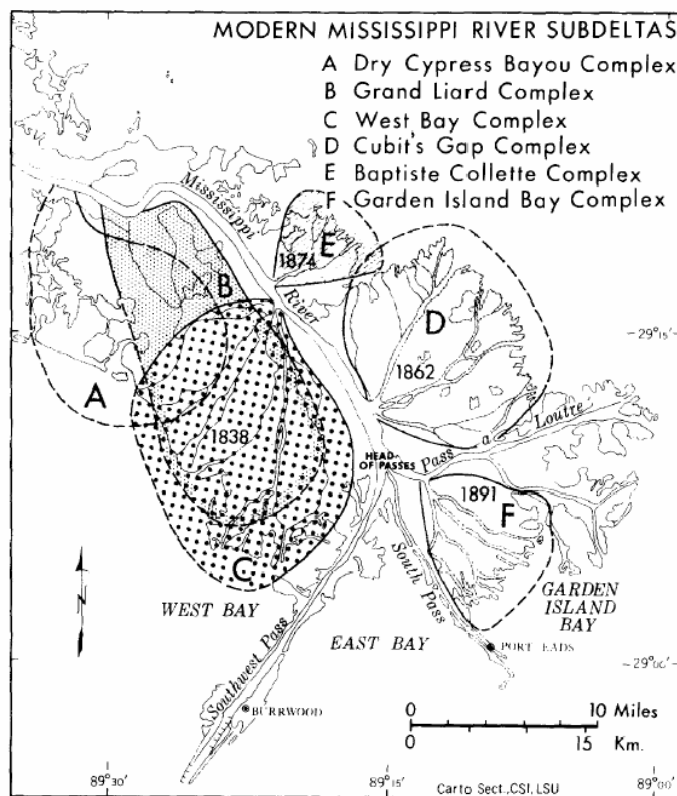 MODERN MISSISSIPPI RIVER SUBDELTAS
A Dry Cypress Bayou Complex
B Grand Liard Complex
C West Bay Complex
D Cubit's Gap Complex
E Baptiste Collette Complex
F Garden Island Bay Complex
Mississippi
River
E
1874
B
D
29°15'
1862
A
1838
Pass a Loutre
HEAD
OF PASSES
1891
F
C
South Pass
N
WEST BAY
GARDEN
ISLAND
BAY
EAST BAY
PORT EADS
Southwest Pass
29°00'
BURRWOOD
0 10 Miles
0 15 Km.
89°30'
89°15'
89°00'
Carto Sect., CSI, LSU